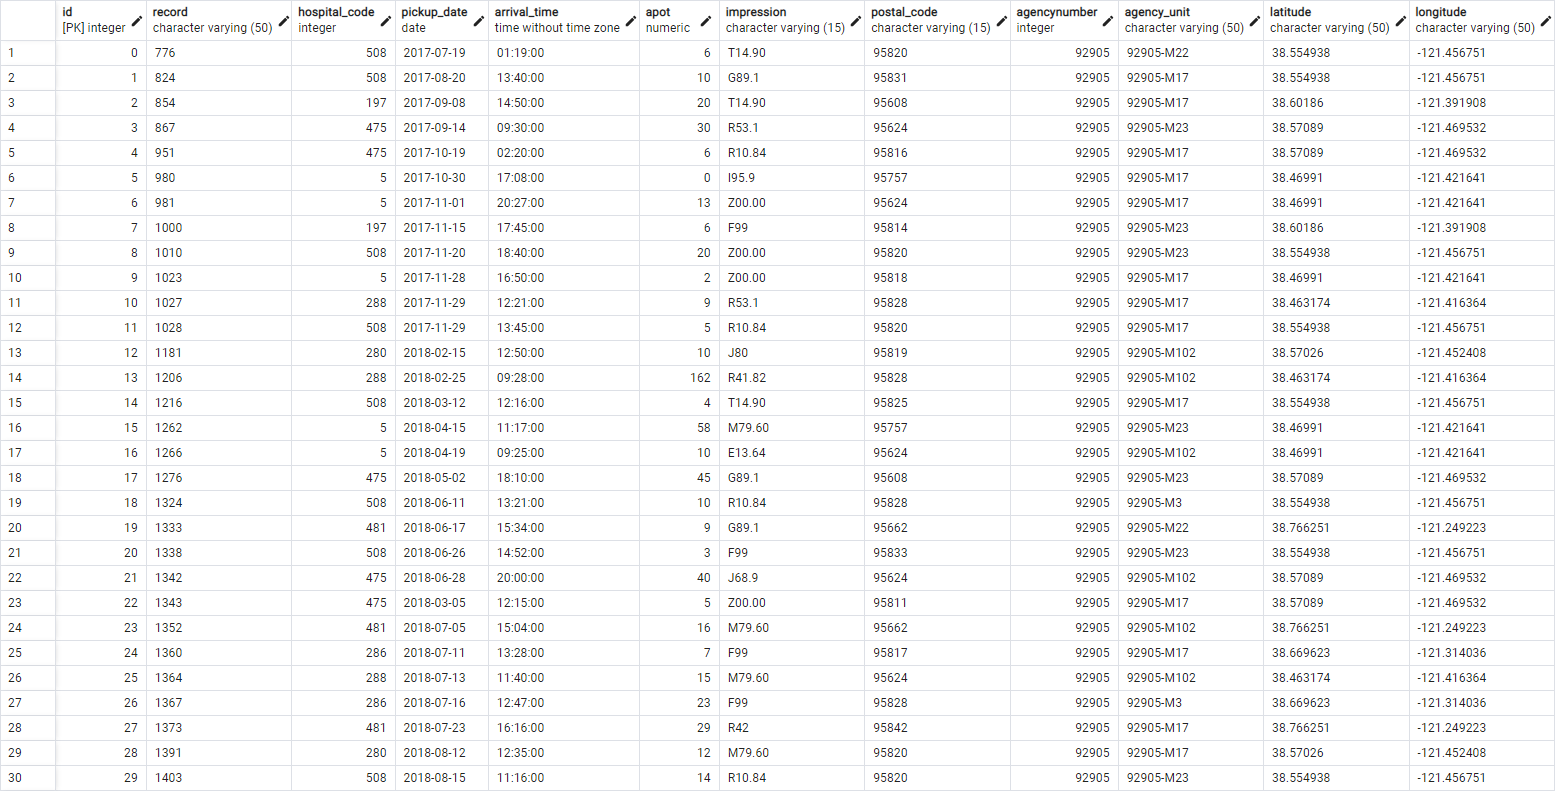 id record hospital_code pickup_date arrival_time apot impression postal_code agencynumber agency_unit latitude longitude
[PK] integer character varying (50) integer date time without time zone numeric character varying (15) character varying (15) integer character varying (50) character varying (50) character varying (50)
1 0 776 508 2017-07-19 01:19:00 6 T14.90 95820 92905 92905-M22 38.554938 -121.456751
2 1 824 508 2017-08-20 13:40:00 10 G89.1 95831 92905 92905-M17 38.554938 -121.456751
3 2 854 197 2017-09-08 14:50:00 20 T14.90 95608 92905 92905-M17 38.60186 -121.391908
4 3 867 475 2017-09-14 09:30:00 30 R53.1 95624 92905 92905-M23 38.57089 -121.469532
5 4 951 475 2017-10-19 02:20:00 6 R10.84 95816 92905 92905-M17 38.57089 -121.469532
6 5 980 5 2017-10-30 17:08:00 0 I95.9 95757 92905 92905-M17 38.46991 -121.421641
7 6 981 5 2017-11-01 20:27:00 13 Z00.00 95624 92905 92905-M17 38.46991 -121.421641
8 7 1000 197 2017-11-15 17:45:00 6 F99 95814 92905 92905-M23 38.60186 -121.391908
9 8 1010 508 2017-11-20 18:40:00 20 Z00.00 95820 92905 92905-M23 38.554938 -121.456751
10 9 1023 5 2017-11-28 16:50:00 2 Z00.00 95818 92905 92905-M17 38.46991 -121.421641
11 10 1027 288 2017-11-29 12:21:00 9 R53.1 95828 92905 92905-M17 38.463174 -121.416364
12 11 1028 508 2017-11-29 13:45:00 5 R10.84 95820 92905 92905-M17 38.554938 -121.456751
13 12 1181 280 2018-02-15 12:50:00 10 J80 95819 92905 92905-M102 38.57026 -121.452408
14 13 1206 288 2018-02-25 09:28:00 162 R41.82 95828 92905 92905-M102 38.463174 -121.416364
15 14 1216 508 2018-03-12 12:16:00 4 T14.90 95825 92905 92905-M17 38.554938 -121.456751
16 15 1262 5 2018-04-15 11:17:00 58 M79.60 95757 92905 92905-M23 38.46991 -121.421641
17 16 1266 5 2018-04-19 09:25:00 10 E13.64 95624 92905 92905-M102 38.46991 -121.421641
18 17 1276 475 2018-05-02 18:10:00 45 G89.1 95608 92905 92905-M23 38.57089 -121.469532
19 18 1324 508 2018-06-11 13:21:00 10 R10.84 95828 92905 92905-M3 38.554938 -121.456751
20 19 1333 481 2018-06-17 15:34:00 9 G89.1 95662 92905 92905-M22 38.766251 -121.249223
21 20 1338 508 2018-06-26 14:52:00 3 F99 95833 92905 92905-M23 38.554938 -121.456751
22 21 1342 475 2018-06-28 20:00:00 40 J68.9 95624 92905 92905-M102 38.57089 -121.469532
23 22 1343 475 2018-03-05 12:15:00 5 Z00.00 95811 92905 92905-M17 38.57089 -121.469532
24 23 1352 481 2018-07-05 15:04:00 16 M79.60 95662 92905 92905-M102 38.766251 -121.249223
25 24 1360 286 2018-07-11 13:28:00 7 F99 95817 92905 92905-M17 38.669623 -121.314036
26 25 1364 288 2018-07-13 11:40:00 15 M79.60 95624 92905 92905-M102 38.463174 -121.416364
27 26 1367 286 2018-07-16 12:47:00 23 F99 95828 92905 92905-M3 38.669623 -121.314036
28 27 1373 481 2018-07-23 16:16:00 29 R42 95842 92905 92905-M17 38.766251 -121.249223
29 28 1391 280 2018-08-12 12:35:00 12 M79.60 95820 92905 92905-M17 38.57026 -121.452408
30 29 1403 508 2018-08-15 11:16:00 14 R10.84 95820 92905 92905-M23 38.554938 -121.456751